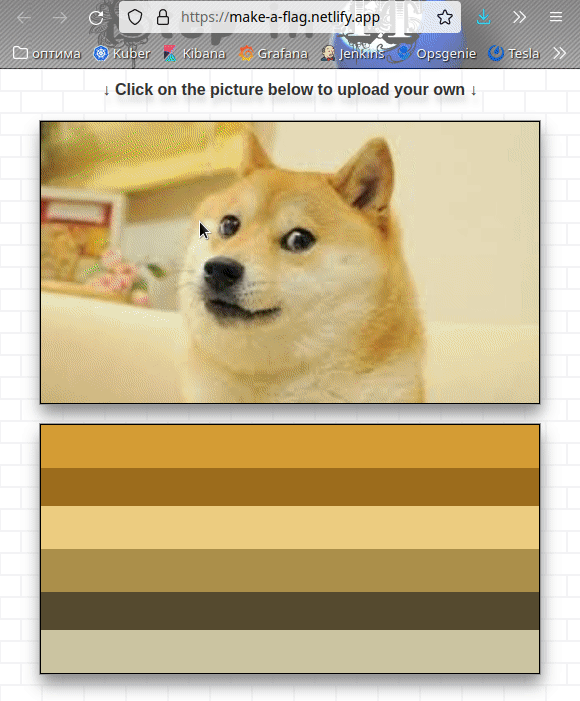 https://make-a-flag.netlify.app
оптима Kuber Kibana Grafana Jenkins Opsgenie Tesla
↓ Click on the picture below to upload your own ↓